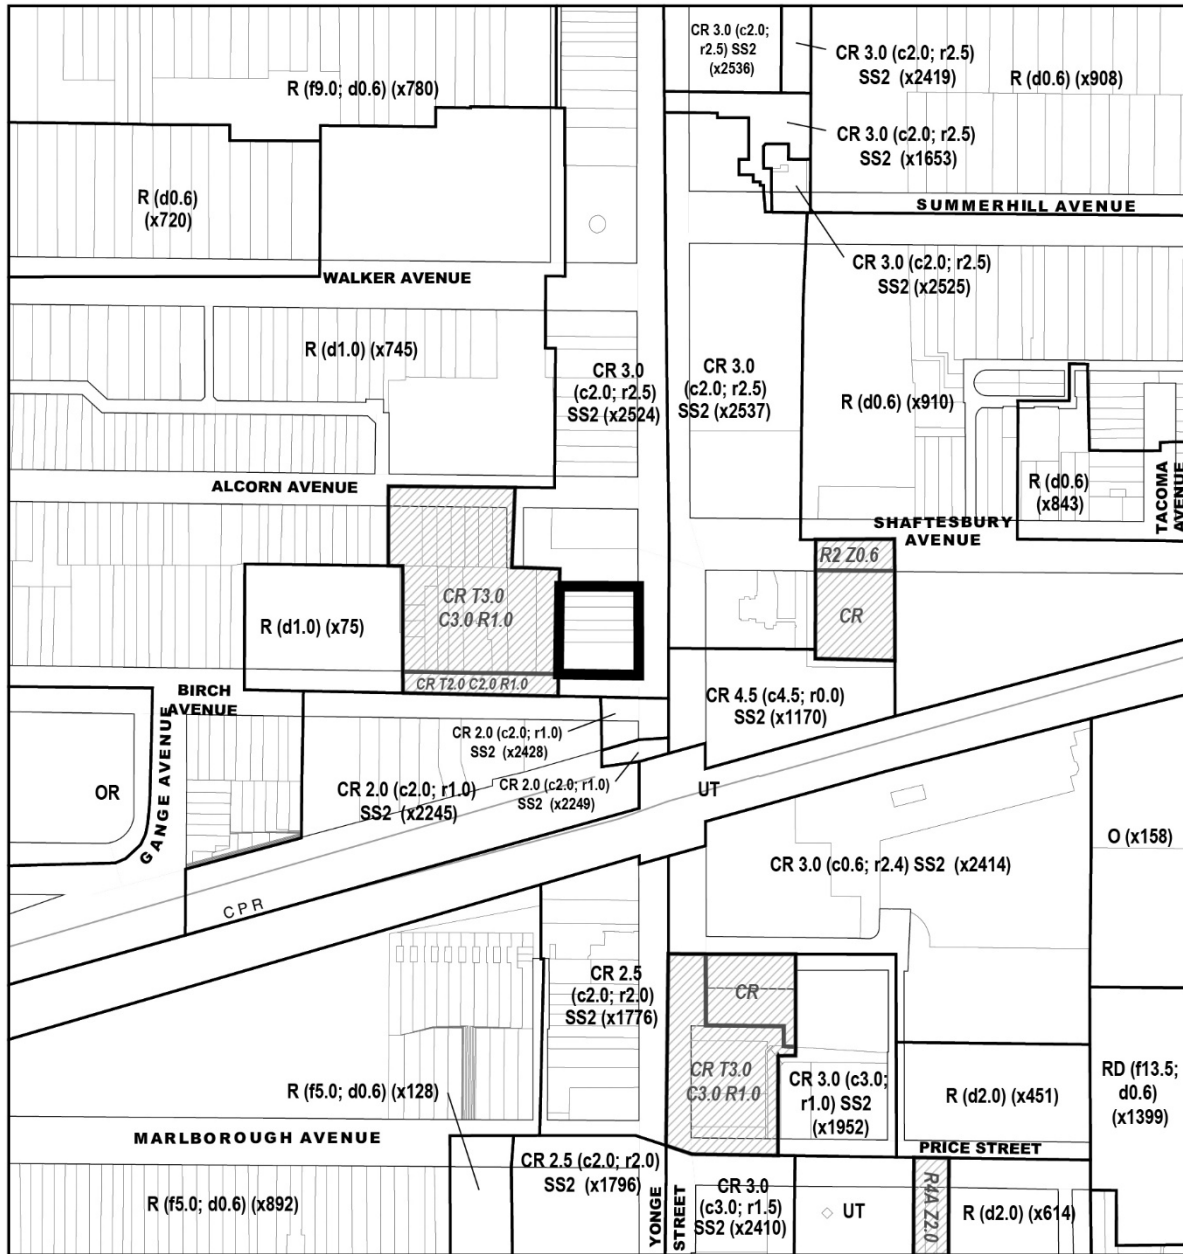 CR 3.0 (c2.0;
r2.5) SS2
(x2536)
CR 3.0 (c2.0; r2.5)
SS2 (x2419)
R (d0.6) (x908)
R (f9.0; d0.6) (x780)
CR 3.0 (c2.0; r2.5)
SS2 (x1653)
R (d0.6)
(x720)
SUMMERHILL AVENUE
CR 3.0 (c2.0; r2.5)
SS2 (x2525)
WALKER AVENUE
R (d1.0) (x745)
CR 3.0
(c2.0; r2.5)
SS2 (x2524)
CR 3.0
(c2.0; r2.5)
SS2 (x2537)
R (d0.6) (x910)
ALCORN AVENUE
R (d0.6)
(x843)
TACOMA
AVENUE
SHAFTESBURY
AVENUE
R2 Z0.6
CR T3.0
C3.0 R1.0
CR
R (d1.0) (x75)
CR T2.0 C2.0 R1.0
BIRCH
AVENUE
CR 4.5 (c4.5; r0.0)
SS2 (x1170)
CR 2.0 (c2.0; r1.0)
SS2 (x2428)
GANGE AVENUE
OR
CR 2.0 (c2.0; r1.0)
SS2 (x2245)
CR 2.0 (c2.0; r1.0)
SS2 (x2249)
UT
O (x158)
CR 3.0 (c0.6; r2.4) SS2 (x2414)
CPR
CR 2.5
(c2.0; r2.0)
SS2 (x1776)
CR
CR T3.0
C3.0 R1.0
CR 3.0 (c3.0;
r1.0) SS2
(x1952)
R (d2.0) (x451)
RD (f13.5;
d0.6)
(x1399)
R (f5.0; d0.6) (x128)
MARLBOROUGH AVENUE
PRICE STREET
CR 2.5 (c2.0; r2.0)
SS2 (x1796)
R (f5.0; d0.6) (x892)
YONGE
STREET
CR 3.0
(c3.0; r1.5)
SS2 (x2410)
UT
R4A Z2.0
R (d2.0) (x614)